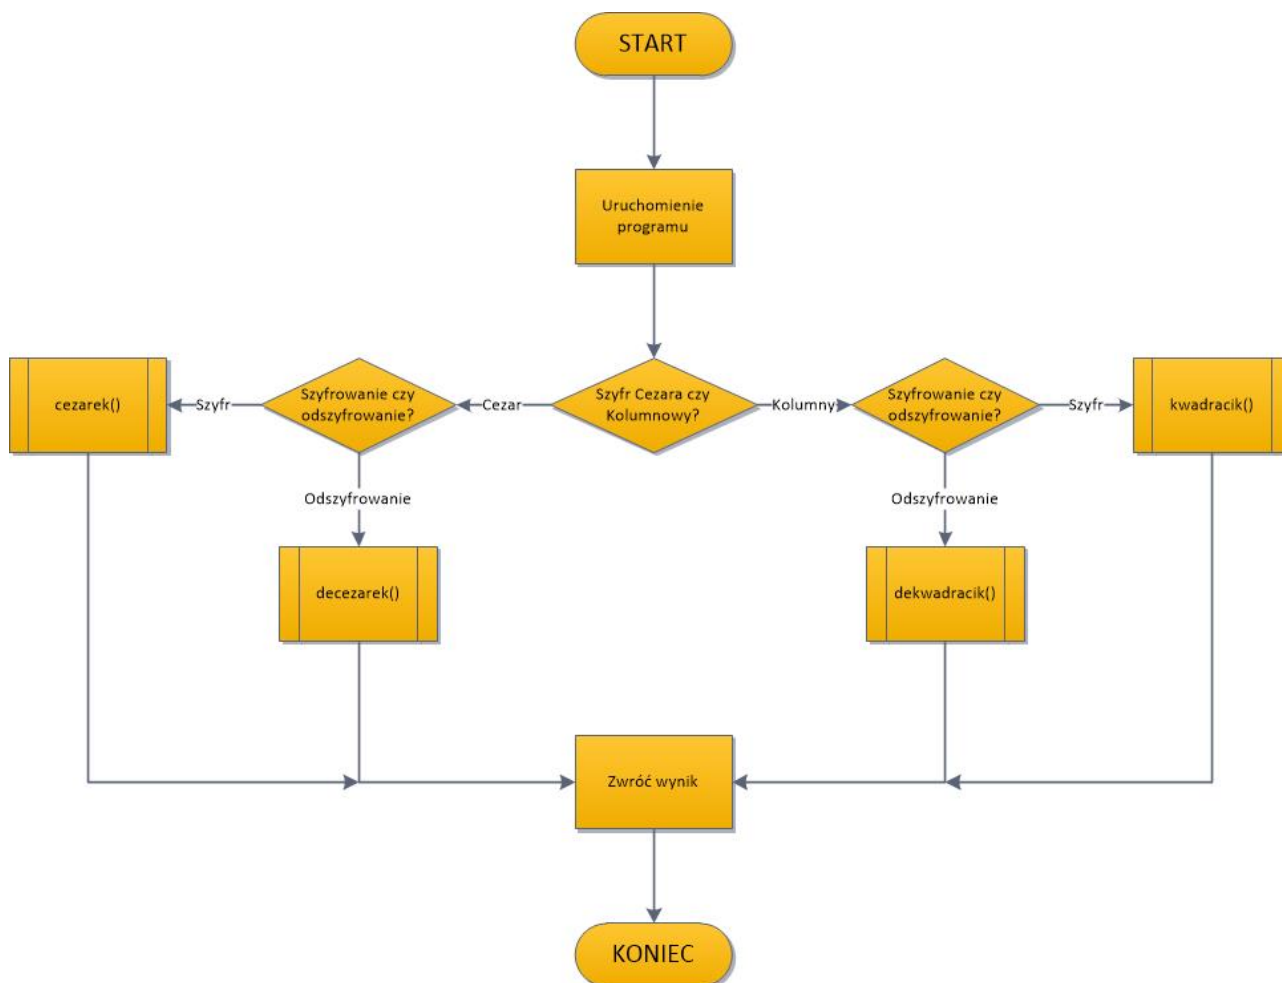 START
Uruchomienie
programu
cezarek()
Szyfr
Szyfrowanie czy
odszyfrowanie?
Cezar
Szyfr Cezara czy
Kolumnowy?
Kolumny
Szyfrowanie czy
odszyfrowanie?
Szyfr
kwadracik()
Odszyfrowanie
Odszyfrowanie
decezarek()
dekwadracik()
Zwróć wynik
KONIEC